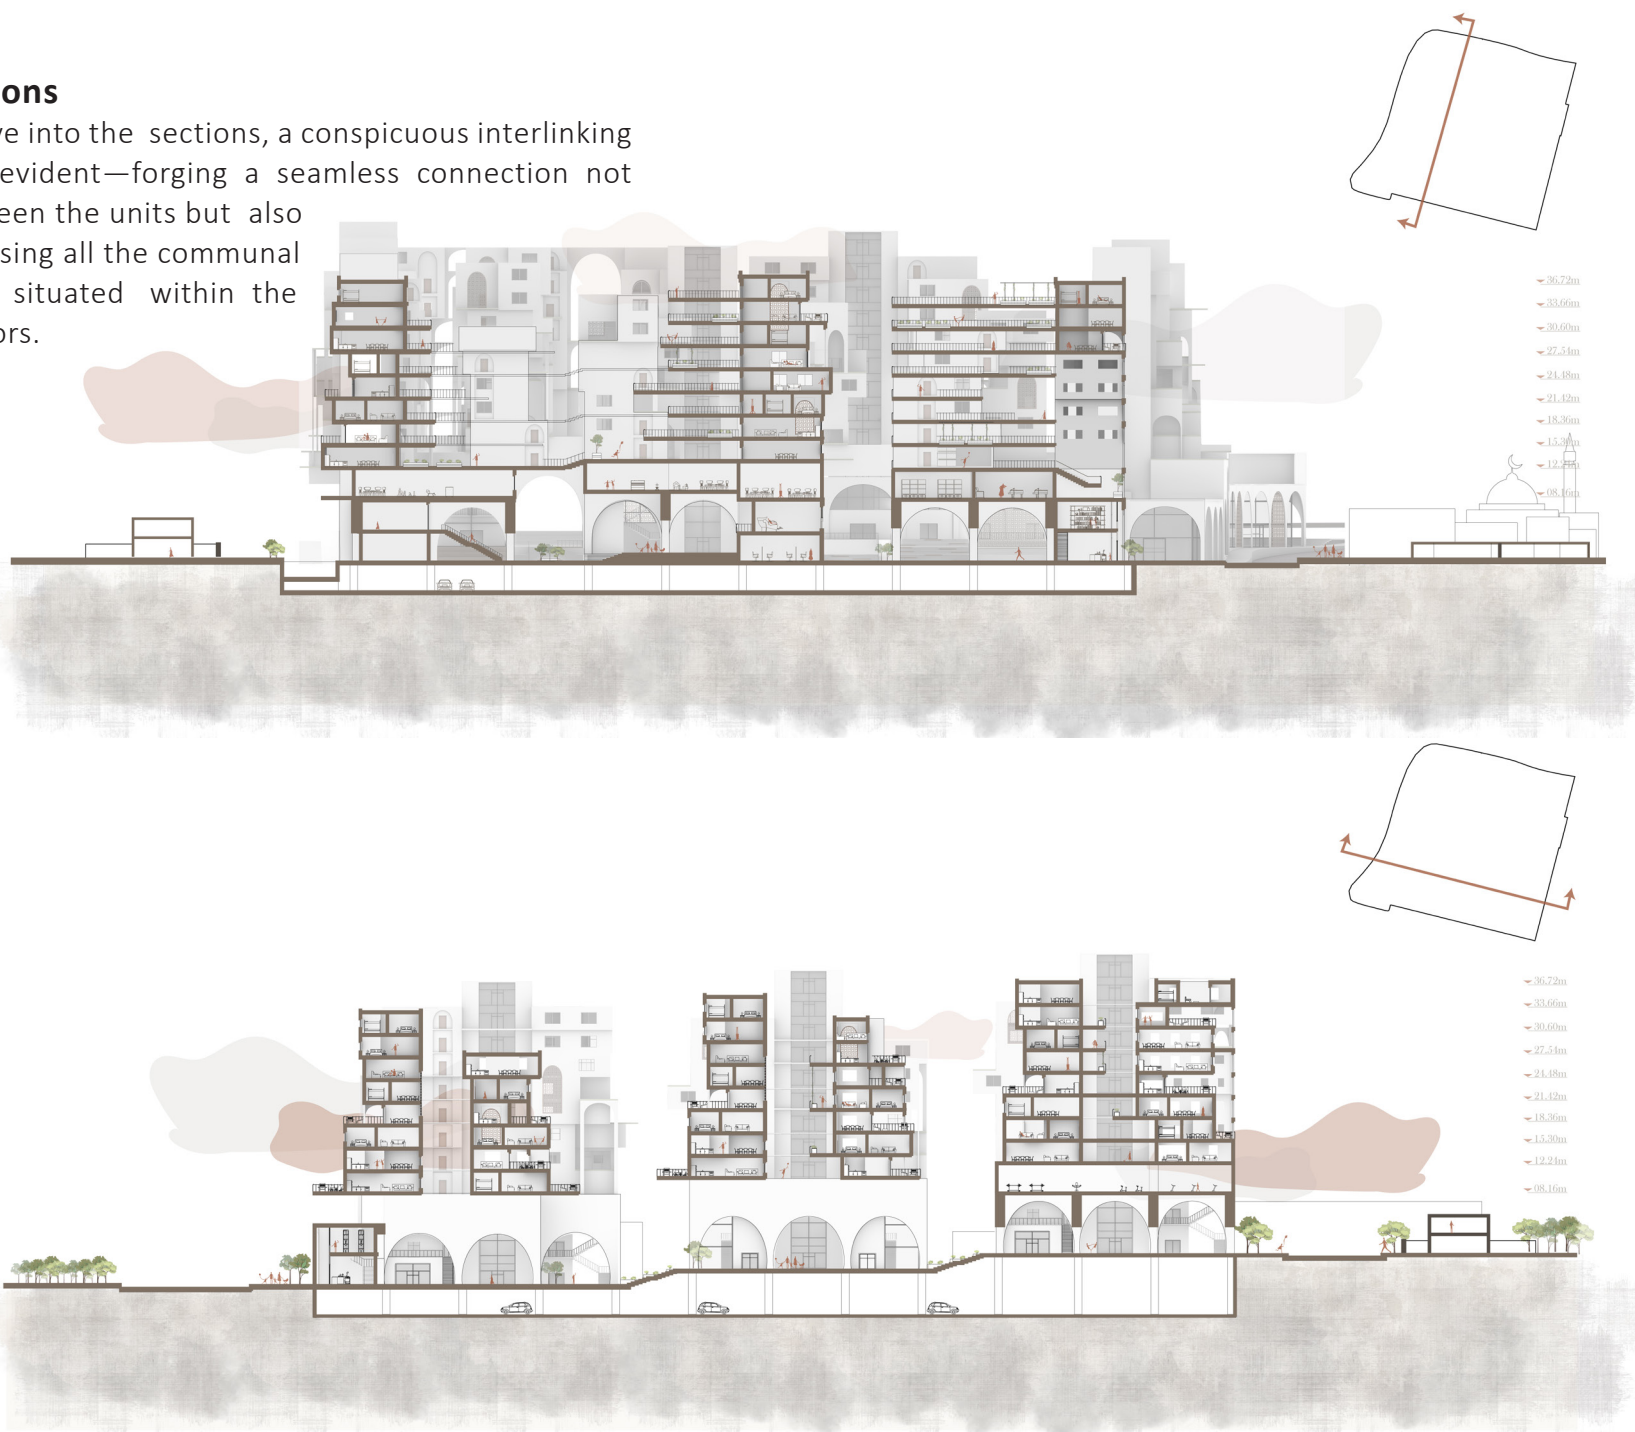 ons
ve into the sections, a conspicuous interlinking
evident—forging a seamless connection not
een the units but also
sing all the communal
situated within the
ors.
36.72m
33.66m
30.60m
27.54m
24.48m
21.42m
18.36m
15.30m
08.16m
36.72m
33.66m
30.60m
27.54m
24.48m
21.42m
18.36m
15.30m
12.24m
08.16m